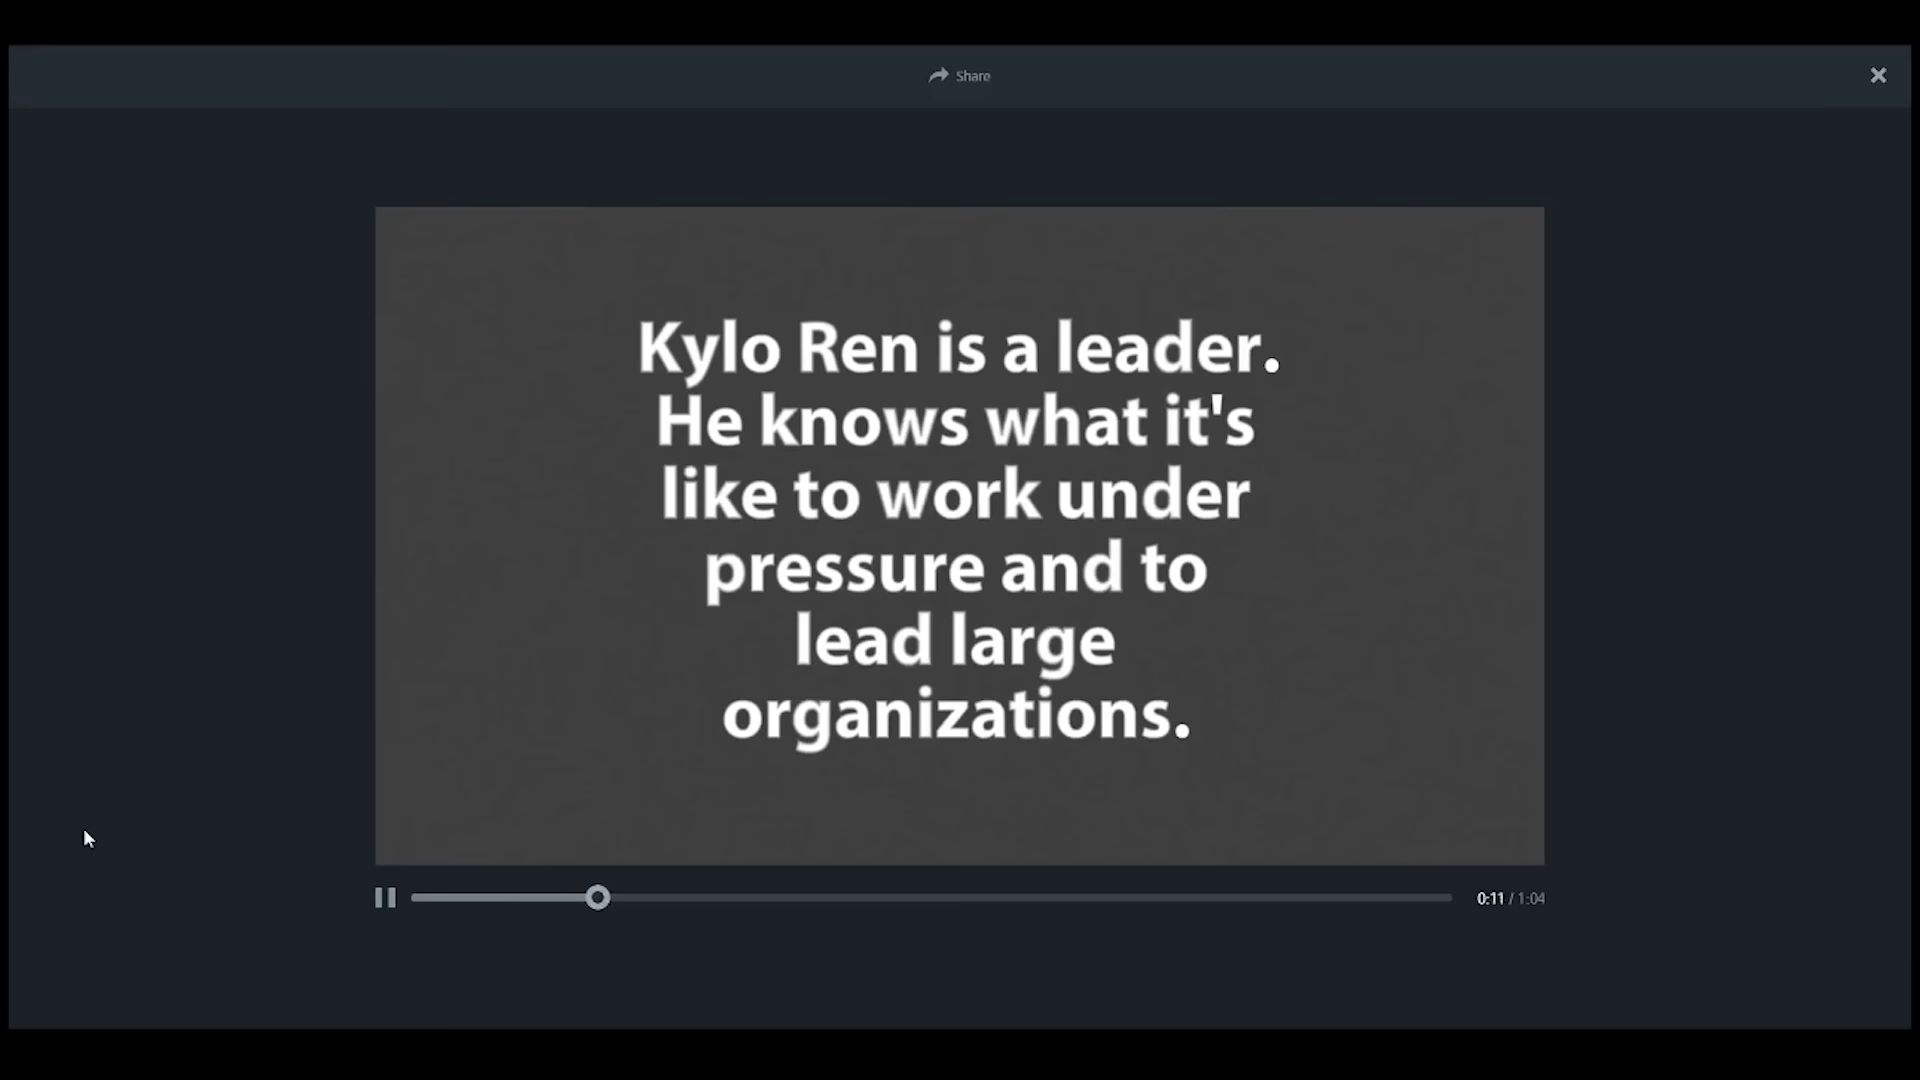 Share
Kylo Ren is a leader.
He knows what it's
like to work under
pressure and to
lead large
organizations.
0:11 / 1:04